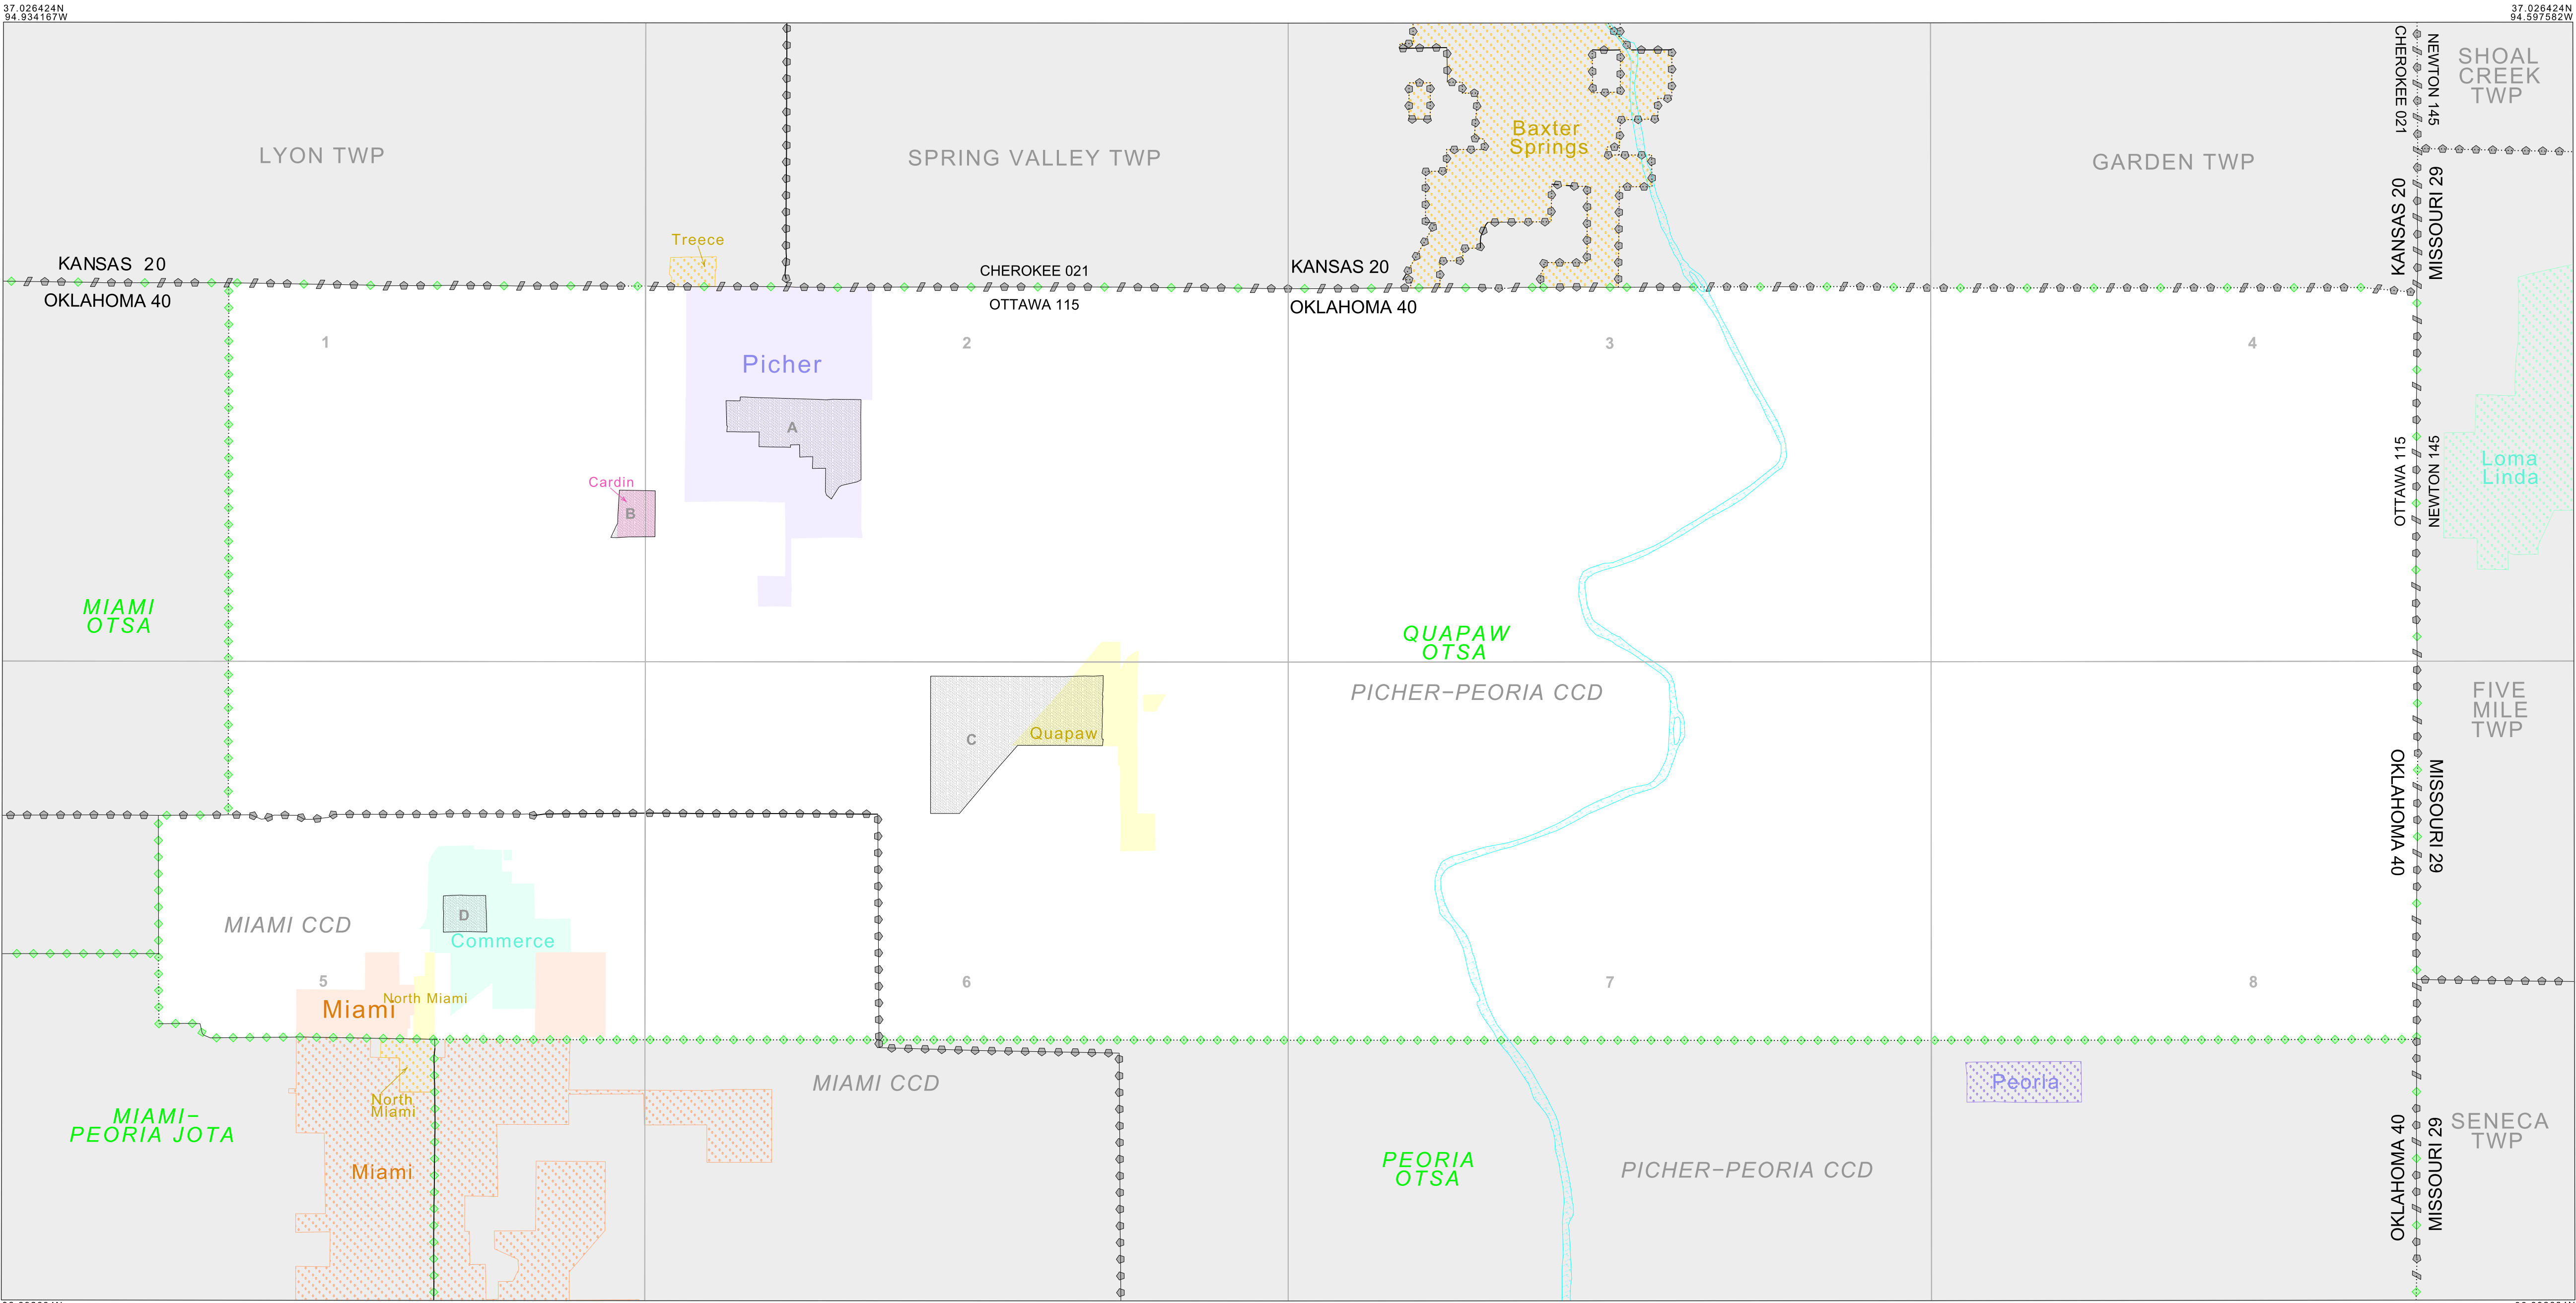 37.026424N
94.934167W
37.026424N
94.597582W
CHEROKEE 021
NEWTON 145
SHOAL
CREEK
TWP
LYON TWP
SPRING VALLEY TWP
Baxter
Springs
GARDEN TWP
KANSAS 20
MISSOURI 29
Treece
KANSAS 20
OKLAHOMA 40
CHEROKEE 021
OTTAWA 115
KANSAS 20
OKLAHOMA 40
1
2
3
4
Picher
A
Cardin
B
OTTAWA 115
NEWTON 145
Loma
Linda
MIAMI
OTSA
QUAPAW
OTSA
PICHER-PEORIA CCD
FIVE
MILE
TWP
C
Quapaw
OKLAHOMA 40
MISSOURI 29
MIAMI CCD
D
Commerce
5
6
7
8
North Miami
Miami
MIAMI CCD
Peoria
North
Miami
MIAMI-
PEORIA JOTA
Miami
PEORIA
OTSA
PICHER-PEORIA CCD
OKLAHOMA 40
MISSOURI 29
SENECA
TWP